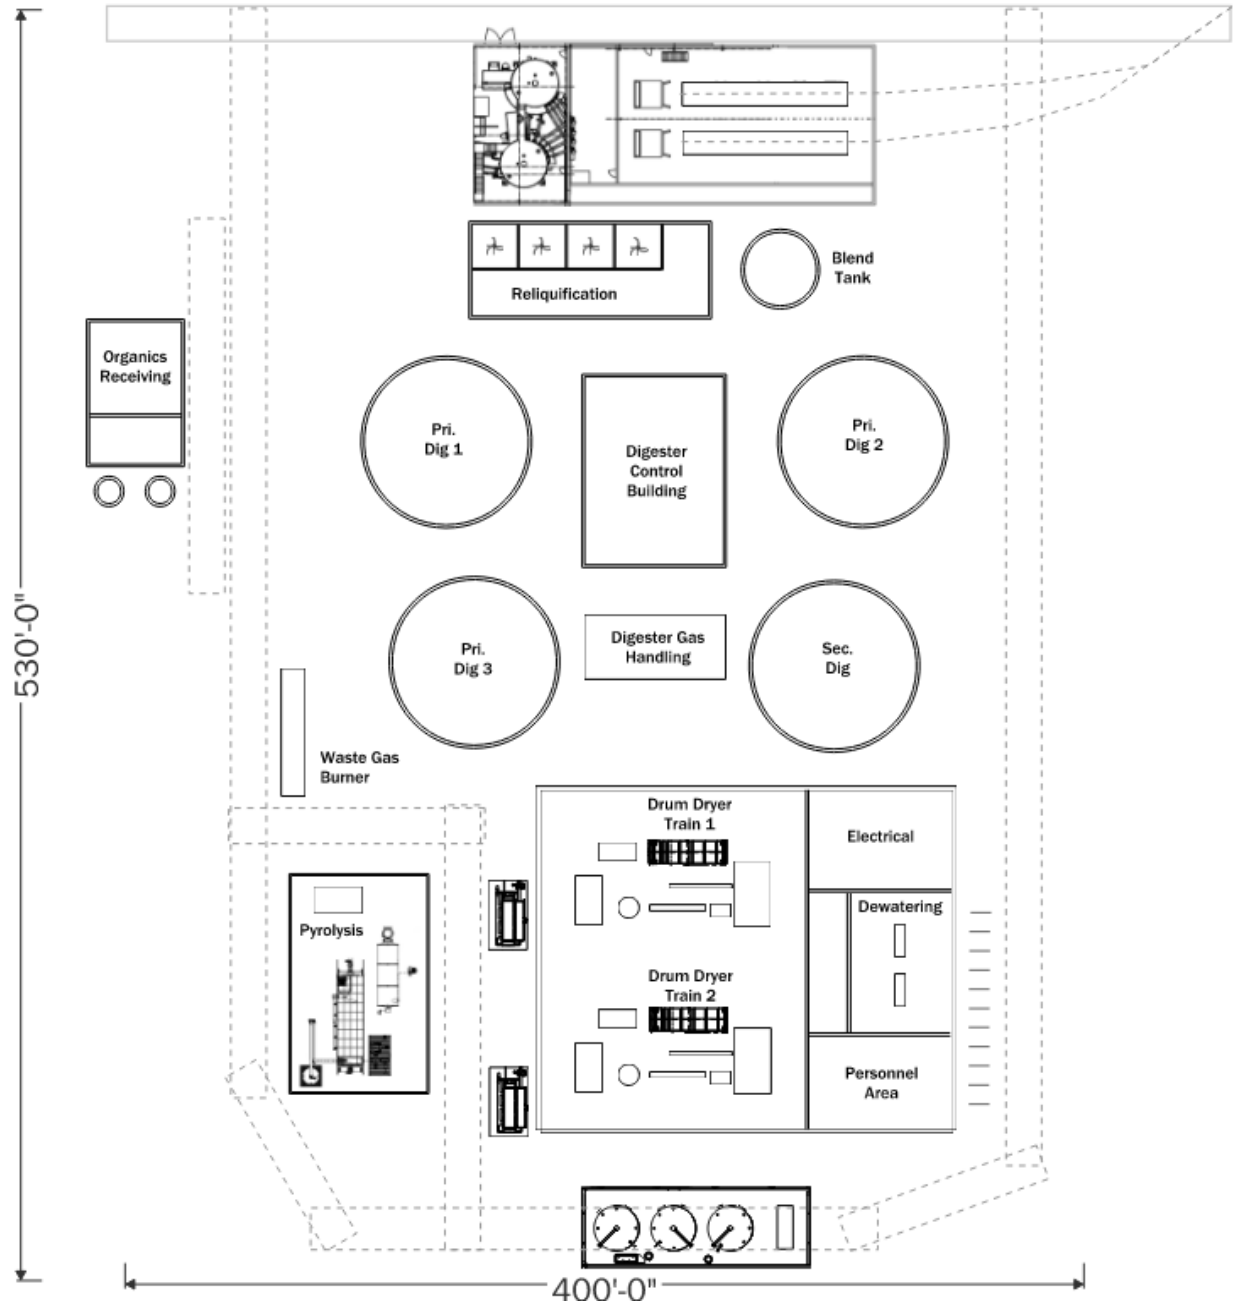 Blend
Tank
Reliquification
Organics
Receiving
Pri.
Dig 1
Digester
Control
Building
Pri.
Dig 2
530'-0"
Pri.
Dig 3
Digester Gas
Handling
Sec.
Dig
Waste Gas
Burner
Drum Dryer
Train 1
Electrical
Dewatering
Pyrolysis
Drum Dryer
Train 2
Personnel
Area
400'-0"